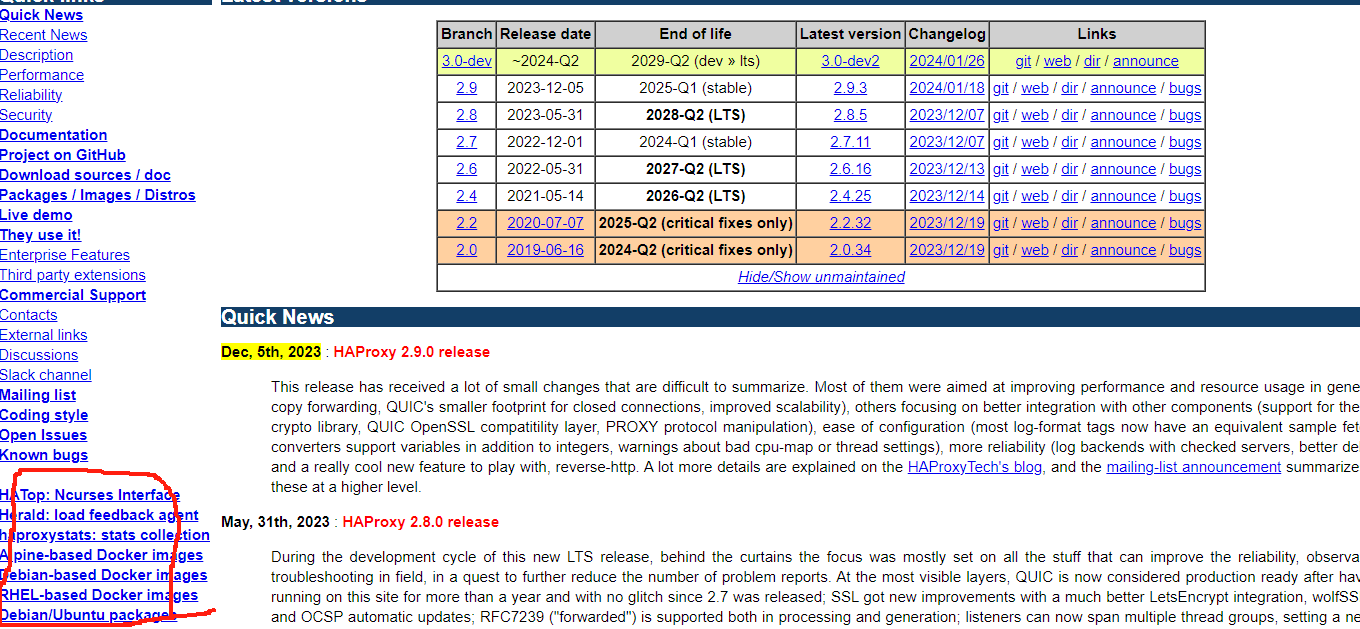 Quick links
Quick News
Recent News
Description
Performance
Reliability
Security
Documentation
Project on GitHub
Download sources / doc
Packages / Images / Distros
Live demo
They use it!
Enterprise Features
Third party extensions
Commercial Support
Contacts
External links
Discussions
Slack channel
Mailing list
Coding style
Open Issues
Known bugs
HATop: Ncurses Interface
Herald: load feedback agent
haproxystats: stats collection
Alpine-based Docker images
Debian-based Docker images
RHEL-based Docker images
Debian/Ubuntu packages
Latest versions
Branch Release date End of life Latest version Changelog Links
3.0-dev ~2024-Q2 2029-Q2 (dev » lts) 3.0-dev2 2024/01/26 git / web / dir / announce
2.9 2023-12-05 2025-Q1 (stable) 2.9.3 2024/01/18 git / web / dir / announce / bugs
2.8 2023-05-31 2028-Q2 (LTS) 2.8.5 2023/12/07 git / web / dir / announce / bugs
2.7 2022-12-01 2024-Q1 (stable) 2.7.11 2023/12/07 git / web / dir / announce / bugs
2.6 2022-05-31 2027-Q2 (LTS) 2.6.16 2023/12/13 git / web / dir / announce / bugs
2.4 2021-05-14 2026-Q2 (LTS) 2.4.25 2023/12/14 git / web / dir / announce / bugs
2.2 2020-07-07 2025-Q2 (critical fixes only) 2.2.32 2023/12/19 git / web / dir / announce / bugs
2.0 2019-06-16 2024-Q2 (critical fixes only) 2.0.34 2023/12/19 git / web / dir / announce / bugs
Hide/Show unmaintained
Quick News
Dec, 5th, 2023 : HAProxy 2.9.0 release
This release has received a lot of small changes that are difficult to summarize. Most of them were aimed at improving performance and resource usage in gene
copy forwarding, QUIC's smaller footprint for closed connections, improved scalability), others focusing on better integration with other components (support for the
crypto library, QUIC OpenSSL compatitility layer, PROXY protocol manipulation), ease of configuration (most log-format tags now have an equivalent sample fet
converters support variables in addition to integers, warnings about bad cpu-map or thread settings), more reliability (log backends with checked servers, better de
and a really cool new feature to play with, reverse-http. A lot more details are explained on the HAProxyTech's blog, and the mailing-list announcement summarize
these at a higher level.
May, 31th, 2023 : HAProxy 2.8.0 release
During the development cycle of this new LTS release, behind the curtains the focus was mostly set on all the stuff that can improve the reliability, observa
troubleshooting in field, in a quest to further reduce the number of problem reports. At the most visible layers, QUIC is now considered production ready after hav
running on this site for more than a year and with no glitch since 2.7 was released; SSL got new improvements with a much better LetsEncrypt integration, wolfSS
and OCSP automatic updates; RFC7239 ("forwarded") is supported both in processing and generation; listeners can now span multiple thread groups, setting a ne